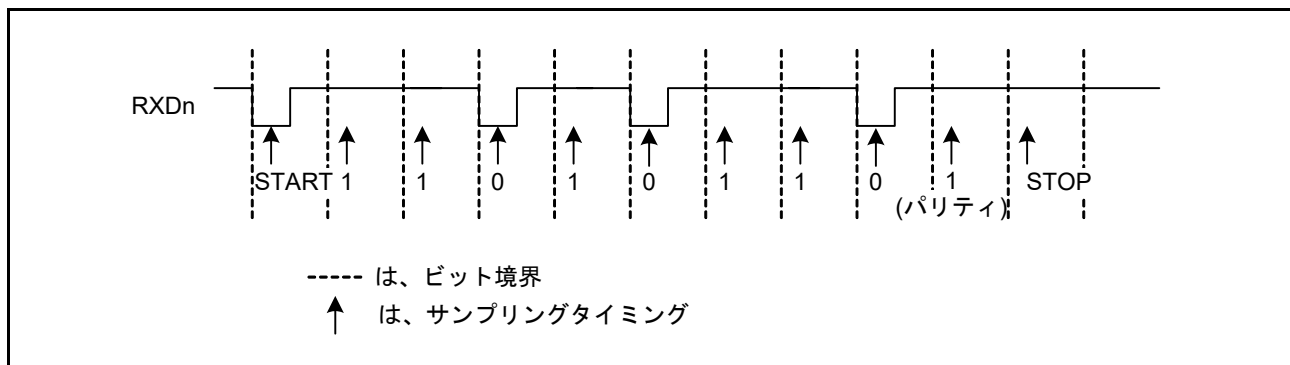 RXDn
START 1 1 0 1 0 1 1 0 1 STOP
(パリティ)
は、ビット境界
は、サンプリングタイミング